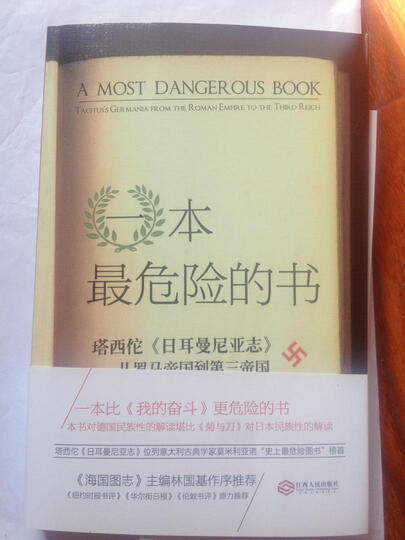 A MOST DANGEROUS BOOK
TACITUS'S GERMANIA FROM THE ROMAN EMPIRE TO THE THIRD REICH
一本
最危险的书
塔西佗《日耳曼尼亚志》
从罗马帝国到第三帝国
一本比《我的奋斗》更危险的书
本书对德国民族性的解读堪比《菊与刀》对日本民族性的解读
塔西佗《日耳曼尼亚志》位列意大利古典学家莫米利亚诺“史上最危险图书”榜首
《海国图志》主编林国基作序推荐
《纽约时报书评》《华尔街日报》《伦敦书评》鼎力推荐
江西人民出版社